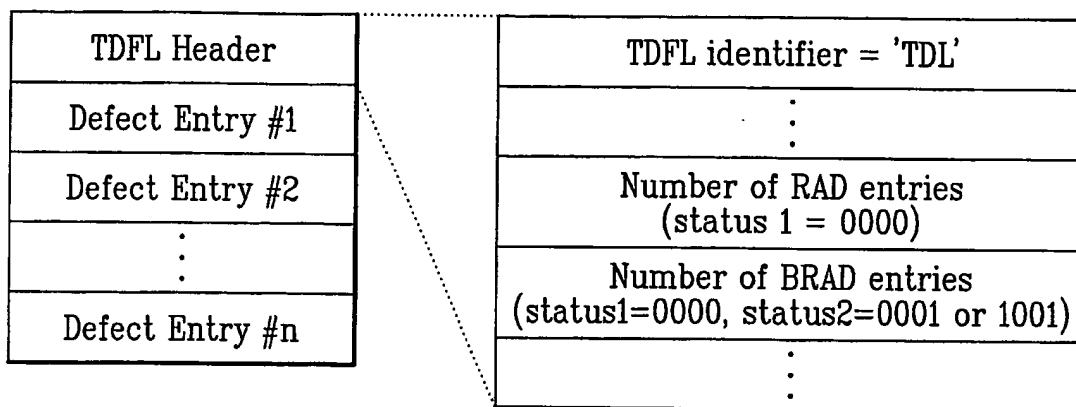 TDFL Header
Defect Entry #1
Defect Entry #2
Defect Entry #n
TDFL identifier = 'TDL'
Number of RAD entries
(status 1 = 0000)
Number of BRAD entries
(status1=0000, status2=0001 or 1001)